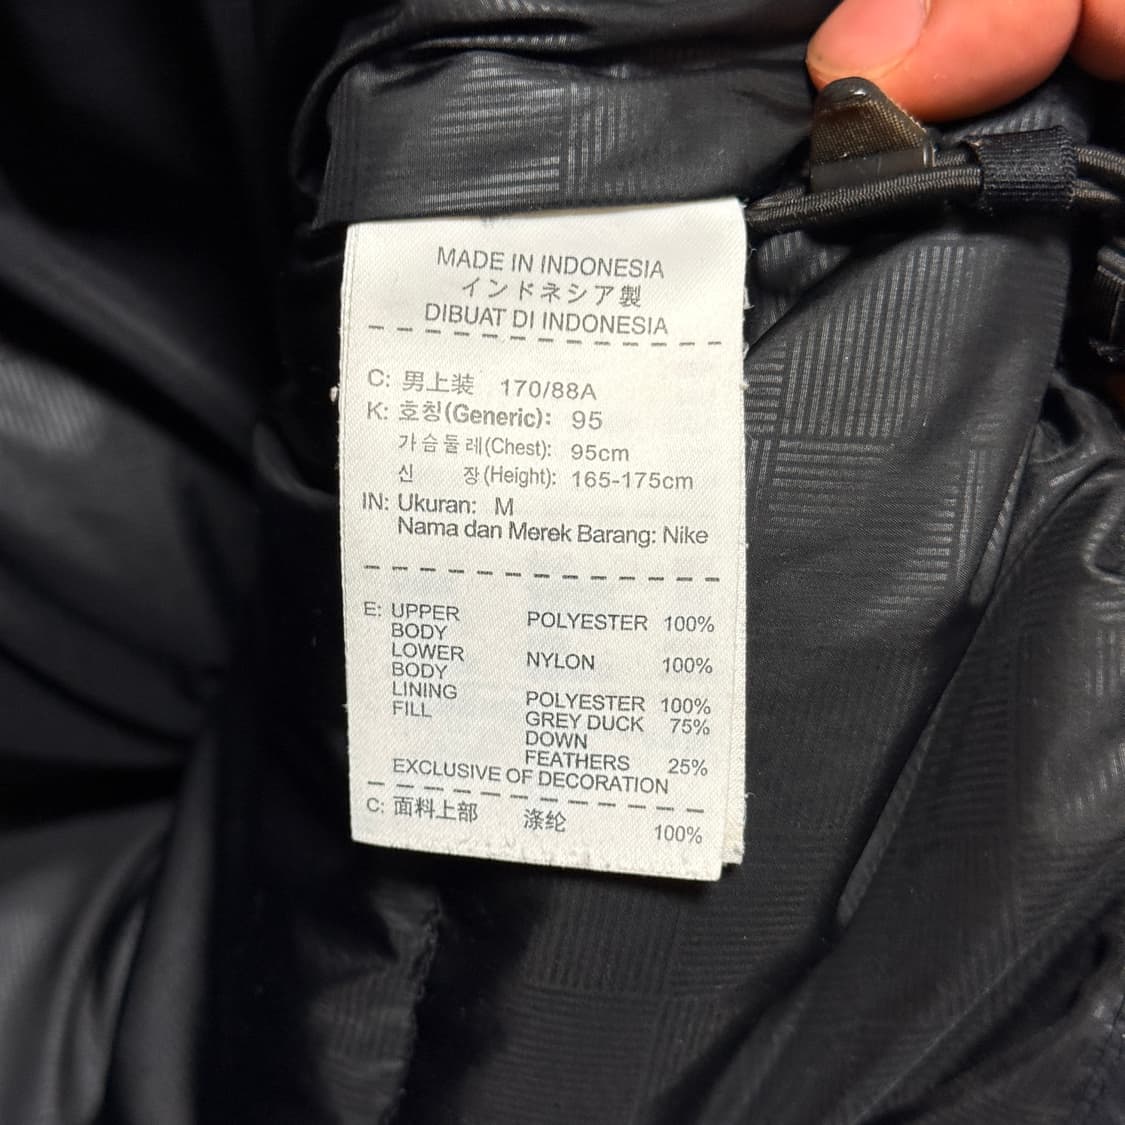 MADE IN INDONESIA
インドネシア製
DIBUAT DI INDONESIA
C: 男上装 170/88A
K: 호칭(Generic): 95
가슴둘레(Chest): 95cm
신 장(Height): 165-175cm
IN: Ukuran: M
Nama dan Merek Barang: Nike
E: UPPER POLYESTER 100%
BODY
LOWER NYLON 100%
BODY
LINING POLYESTER 100%
FILL GREY DUCK 75%
DOWN
FEATHERS 25%
EXCLUSIVE OF DECORATION
C: 面料上部 涤纶 100%